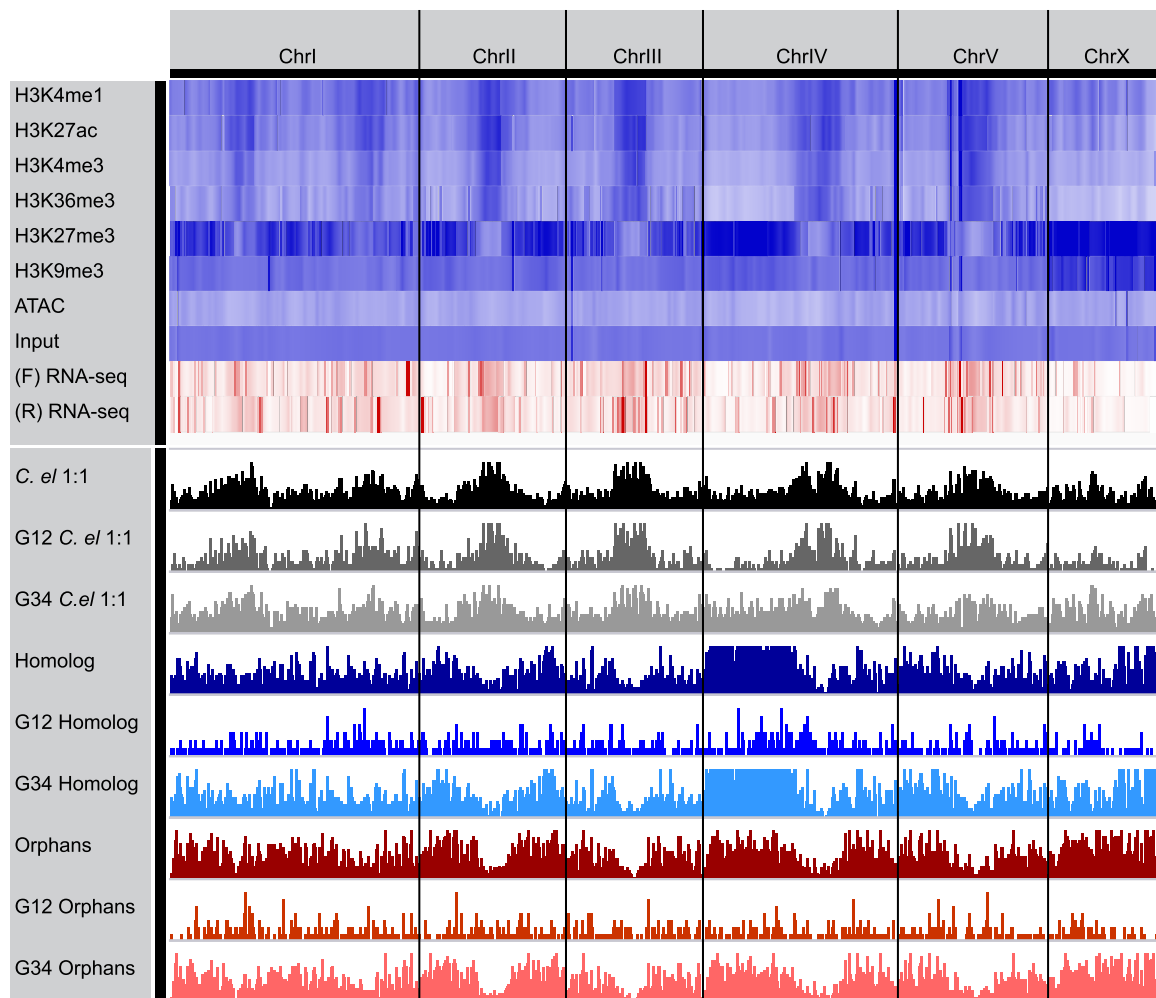 ChrI ChrII ChrIII ChrIV ChrV ChrX
H3K4me1
H3K27ac
H3K4me3
H3K36me3
H3K27me3
H3K9me3
ATAC
Input
(F) RNA-seq
(R) RNA-seq
C. el 1:1
G12 C. el 1:1
G34 C.el 1:1
Homolog
G12 Homolog
G34 Homolog
Orphans
G12 Orphans
G34 Orphans